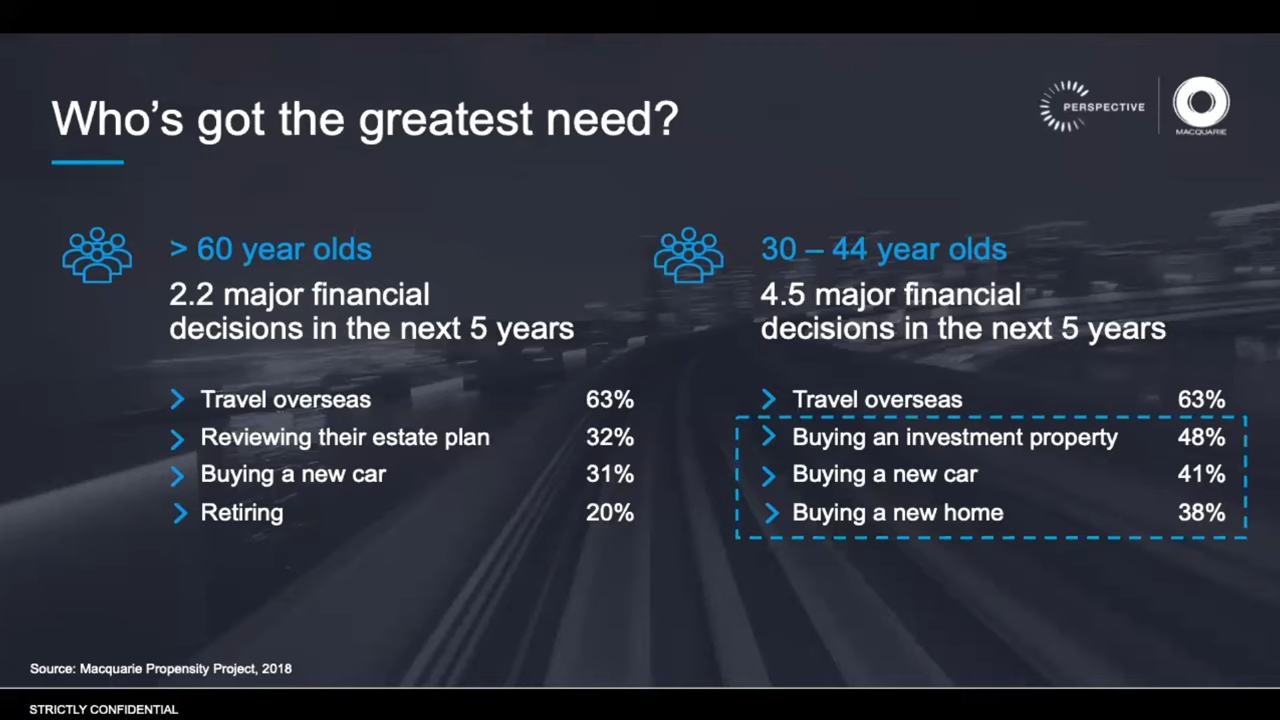 Who's got the greatest need?
PERSPECTIVE
MACQUARIE
> 60 year olds
2.2 major financial
decisions in the next 5 years
Travel overseas 63%
Reviewing their estate plan 32%
Buying a new car 31%
Retiring 20%
30 – 44 year olds
4.5 major financial
decisions in the next 5 years
Travel overseas 63%
Buying an investment property 48%
Buying a new car 41%
Buying a new home 38%
Source: Macquarie Propensity Project, 2018
STRICTLY CONFIDENTIAL